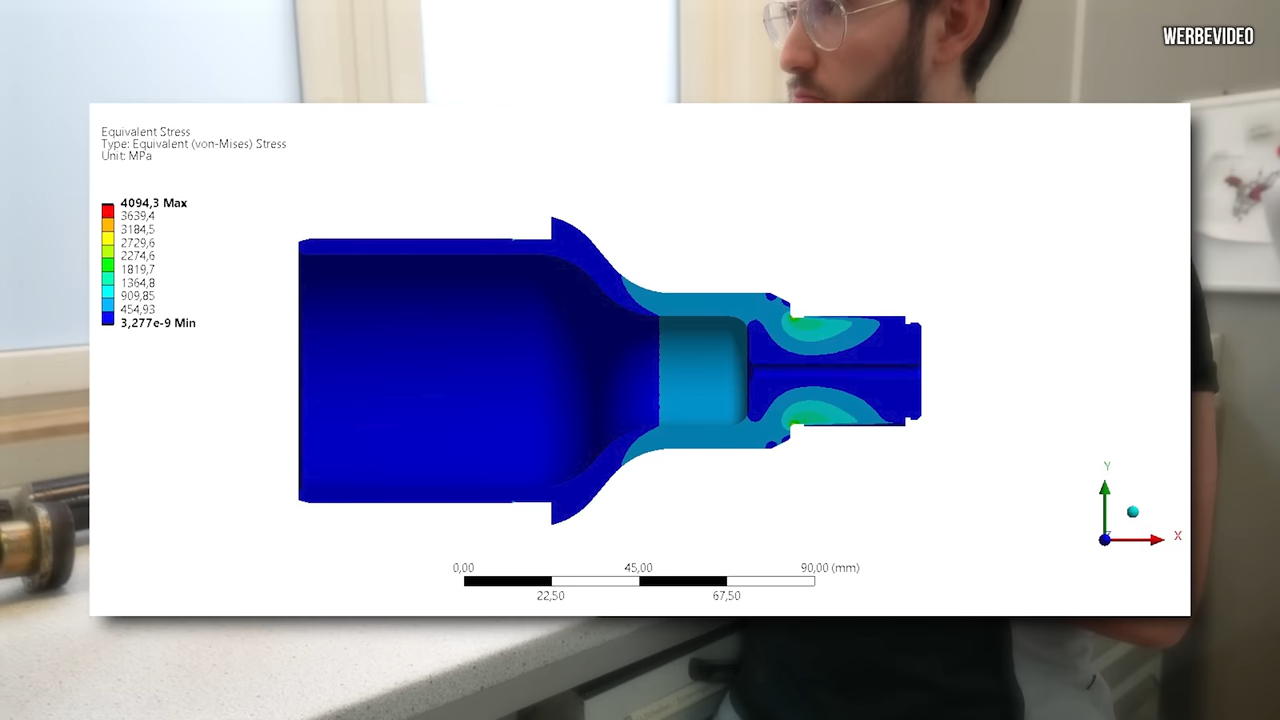 WERBEVIDEO
Equivalent Stress
Type: Equivalent (von-Mises) Stress
Unit: MPa
4094,3 Max
3639,4
3184,5
2729,6
2274,6
1819,7
1364,8
909,85
454,93
3,277e-9 Min
Y
X
0,00 45,00 90,00 (mm)
22,50 67,50